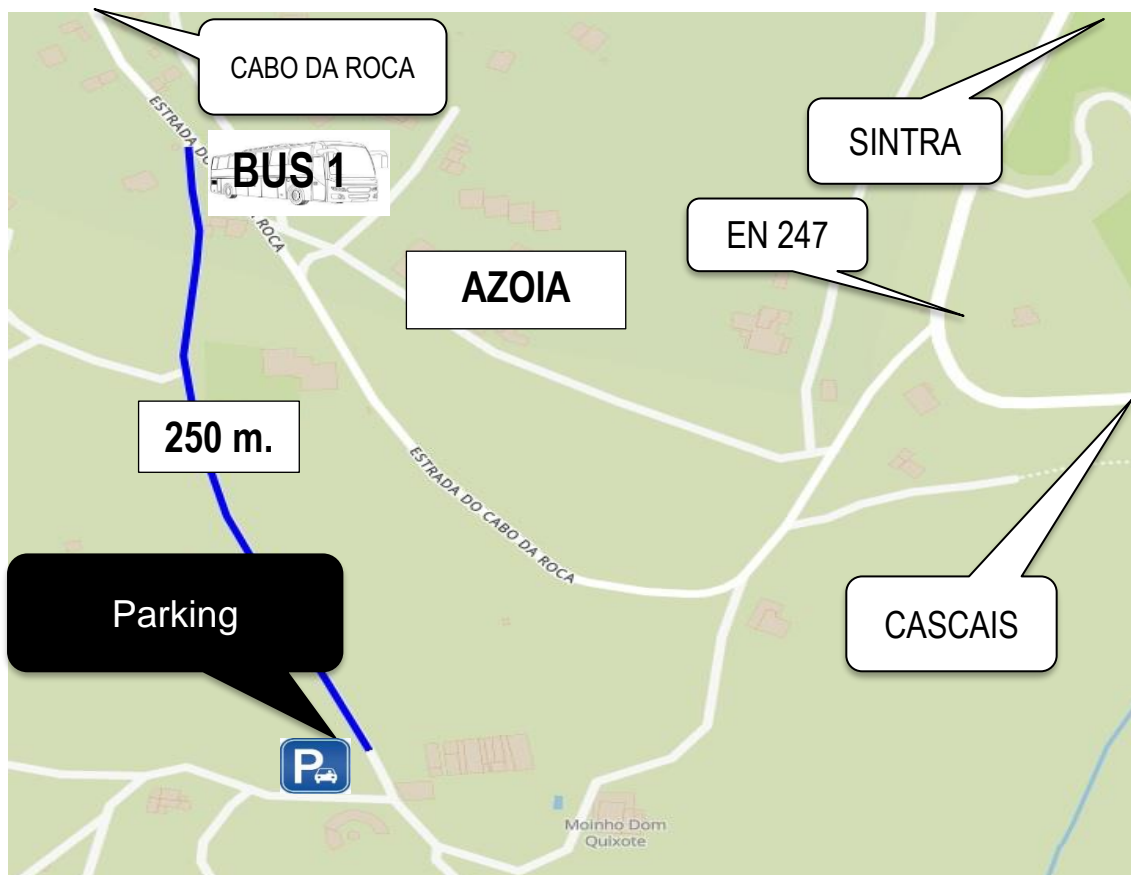 CABO DA ROCA
SINTRA
ESTRADA DO
ROCA
BUS 1
EN 247
AZOIA
250 m.
ESTRADA DO CABO DA ROCA
Parking
CASCAIS
P
Moinho Dom
Quixote